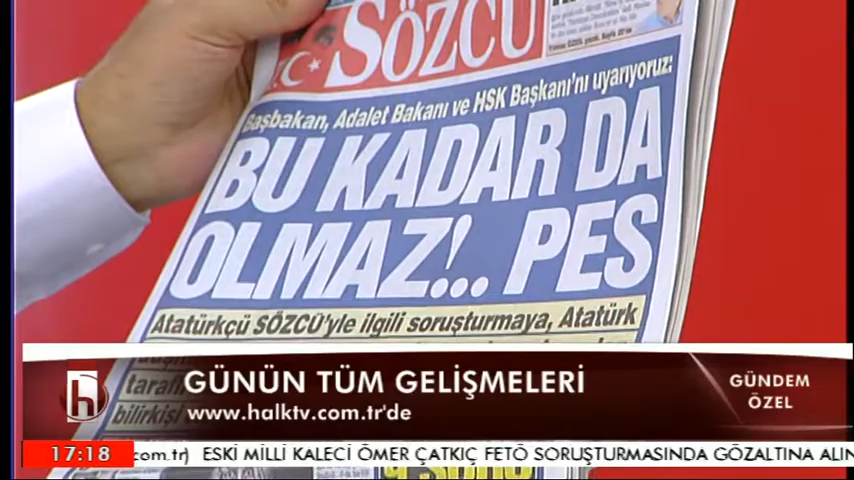 SÖZCÜ
Başbakan, Adalet Bakanı ve HSK Başkanı'nı uyarıyoruz:
BU KADAR DA
OLMAZ!.. PES
Atatürkçü SÖZCÜ'yle ilgili soruşturmaya, Atatürk
bilirkişi
h
GÜNÜN TÜM GELİŞMELERİ
www.halktv.com.tr'de
GÜNDEM
ÖZEL
17:18
com.tr) ESKİ MİLLİ KALECİ ÖMER ÇATKIÇ FETÖ SORUŞTURMASINDA GÖZALTINA ALIN